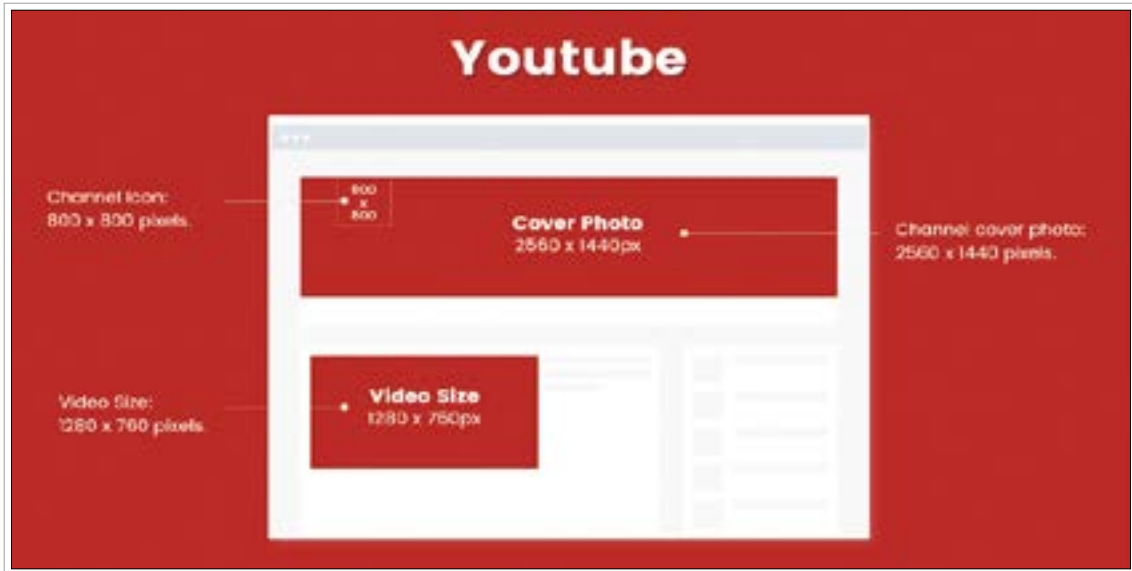 Youtube
Channel Icon:
800 x 800 pixels.
800
x
800
Cover Photo
2560 x 1440px
Channel cover photo:
2560 x 1440 pixels.
Video Size
1280 x 760px
Video Size:
1280 x 760 pixels.